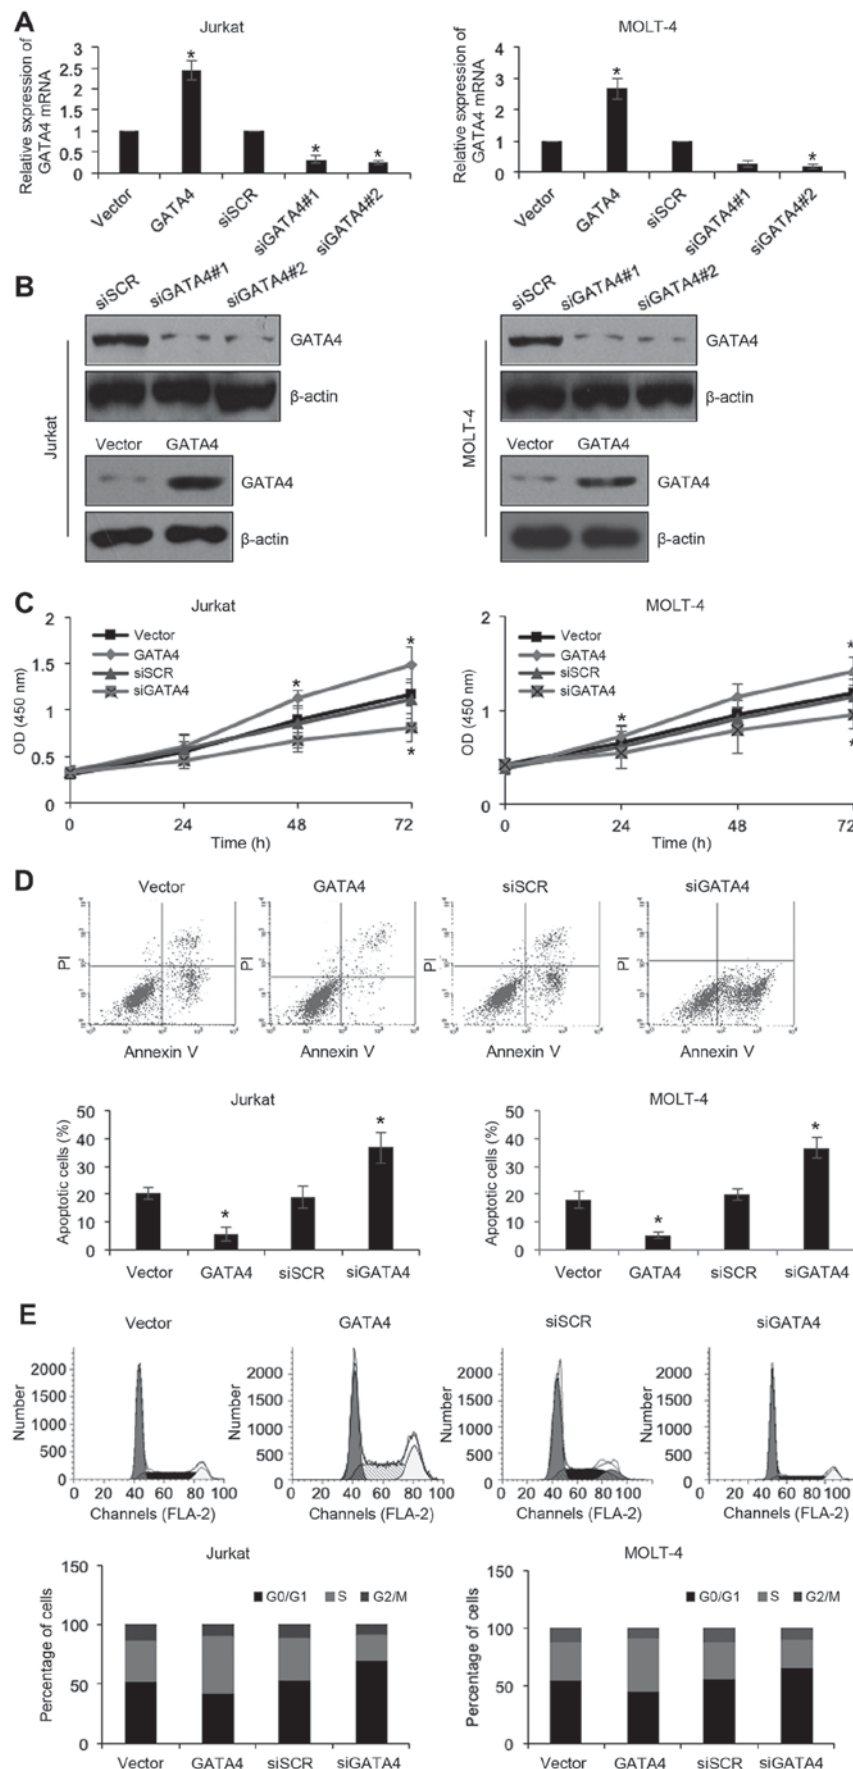 A
Jurkat
Relative sxpression of
GATA4 mRNA
3
2.5
2
1.5
1
0.5
0
*
*
*
Vector
GATA4
siSCR
siGATA4#1
siGATA4#2
MOLT-4
Relative expression of
GATA4 mRNA
4
3
2
1
0
*
*
Vector
GATA4
siSCR
siGATA4#1
siGATA4#2
B
Jurkat
siSCR
siGATA4#1
siGATA4#2
GATA4
β-actin
Vector
GATA4
GATA4
β-actin
MOLT-4
siSCR
siGATA4#1
siGATA4#2
GATA4
β-actin
Vector
GATA4
GATA4
β-actin
C
Jurkat
OD (450 nm)
2
1.5
1
0.5
0
Vector
GATA4
siSCR
siGATA4
*
*
*
0
24
48
72
Time (h)
MOLT-4
OD (450 nm)
2
1
0
Vector
GATA4
siSCR
siGATA4
*
*
*
0
24
48
72
Time (h)
D
Vector
PI
Annexin V
GATA4
PI
Annexin V
siSCR
PI
Annexin V
siGATA4
PI
Annexin V
Jurkat
Apoptotic cells (%)
50
40
30
20
10
0
*
*
Vector
GATA4
siSCR
siGATA4
MOLT-4
Apoptotic cells (%)
50
40
30
20
10
0
*
*
Vector
GATA4
siSCR
siGATA4
E
Vector
Number
2000
1500
1000
500
0
0 20 40 60 80 100
Channels (FLA-2)
GATA4
Number
2000
1500
1000
500
0
0 20 40 60 80 100
Channels (FLA-2)
siSCR
Number
2000
1500
1000
500
0
0 20 40 60 80 100
Channels (FLA-2)
siGATA4
Number
2000
1500
1000
500
0
0 20 40 60 80 100
Channels (FLA-2)
Jurkat
Percentage of cells
150
100
50
0
G0/G1 S G2/M
Vector
GATA4
siSCR
siGATA4
MOLT-4
Percentage of cells
150
100
50
0
G0/G1 S G2/M
Vector
GATA4
siSCR
siGATA4